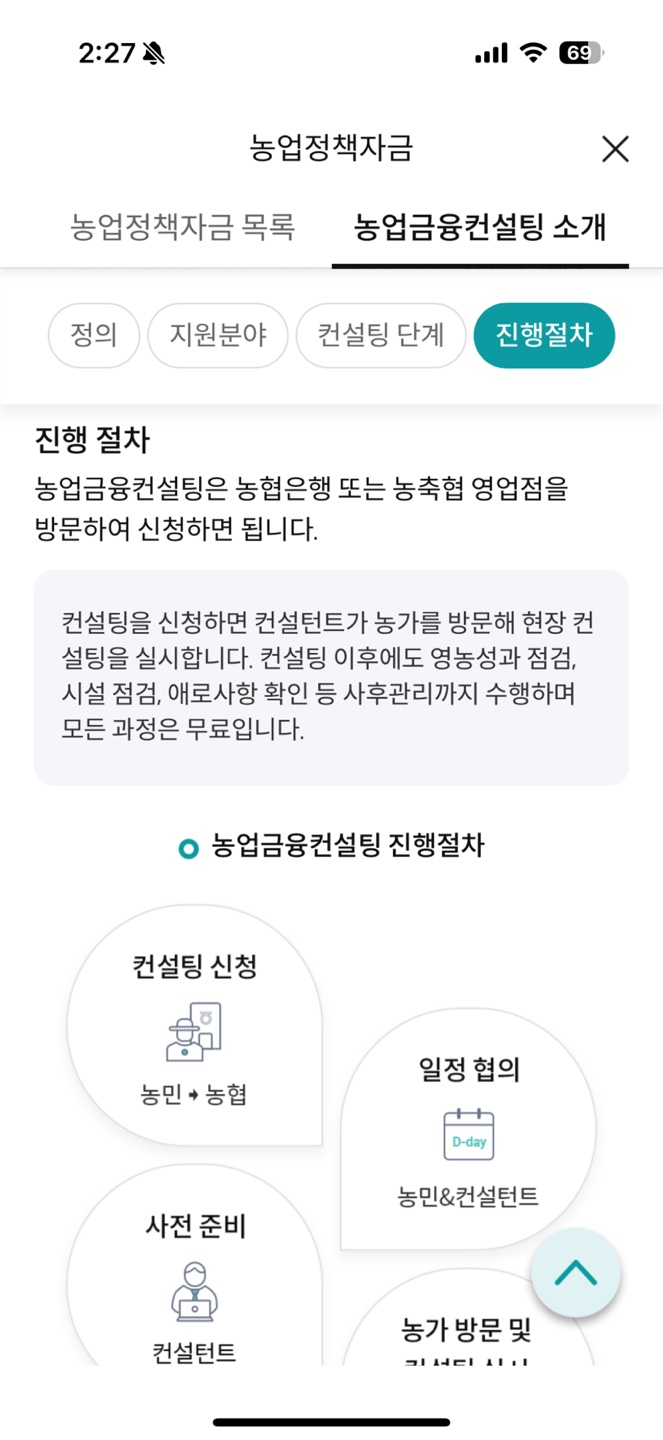 2:27
69
농업정책자금
농업정책자금 목록
농업금융컨설팅 소개
정의
지원분야
컨설팅 단계
진행절차
진행 절차
농업금융컨설팅은 농협은행 또는 농축협 영업점을
방문하여 신청하면 됩니다.
컨설팅을 신청하면 컨설턴트가 농가를 방문해 현장 컨
설팅을 실시합니다. 컨설팅 이후에도 영농성과 점검,
시설 점검, 애로사항 확인 등 사후관리까지 수행하며
모든 과정은 무료입니다.
농업금융컨설팅 진행절차
컨설팅 신청
농민 → 농협
일정 협의
D-day
농민&컨설턴트
사전 준비
컨설턴트
농가 방문 및